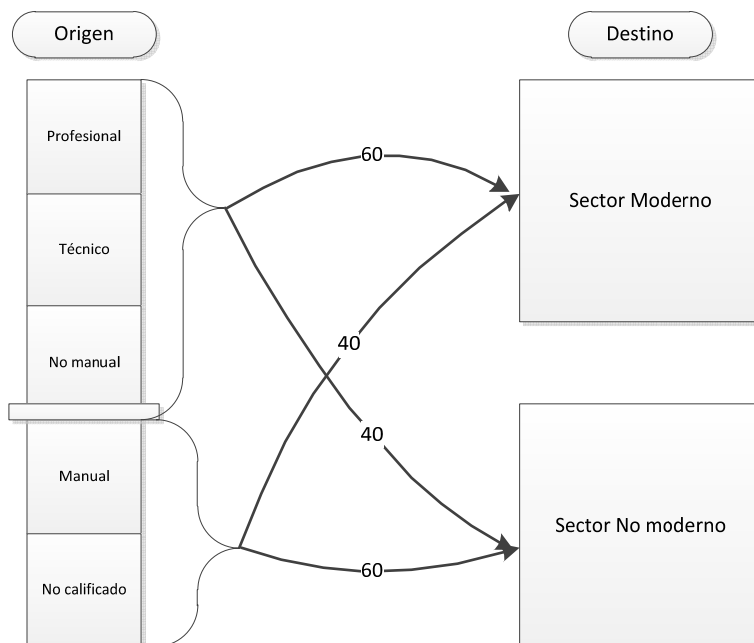 Origen
Destino
Profesional
60
Sector Moderno
Técnico
40
No manual
40
Manual
Sector No moderno
60
No calificado